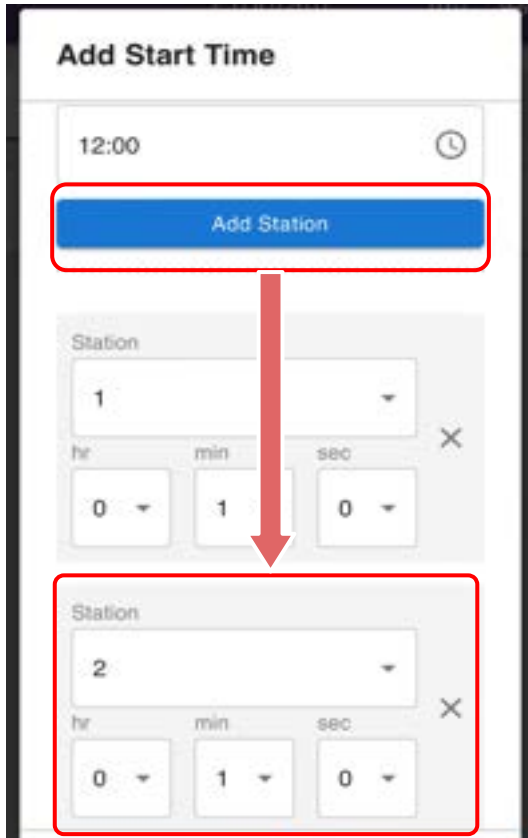 Add Start Time
12:00
Add Station
Station
1
hr min sec
0 1 0
Station
2
hr min sec
0 1 0